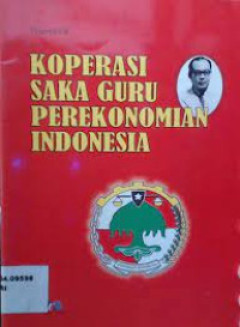 KOPERASI
SAKA GURU
PEREKONOMIAN
INDONESIA